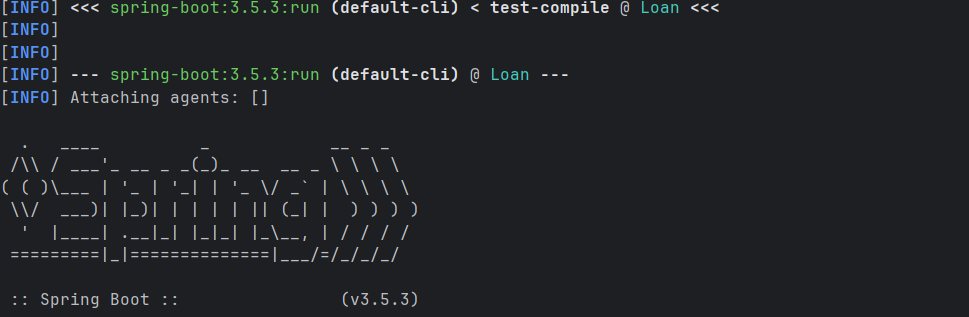 [INFO] <<< spring-boot:3.5.3:run (default-cli) < test-compile @ Loan <<<
[INFO]
[INFO]
[INFO] --- spring-boot:3.5.3:run (default-cli) @ Loan ---
[INFO] Attaching agents: []
  .   ____          _            __ _ _
 /\\ / ___'_ __ _ _(_)_ __  __ _ \ \ \ \
( ( )\___ | '_ | '_| | '_ \/ _` | \ \ \ \
 \\/  ___)| |_)| | | | | || (_| |  ) ) ) )
  '  |____| .__|_| |_|_| |_\__, | / / / /
 =========|_|==============|___/=/_/_/_/
 :: Spring Boot ::                (v3.5.3)